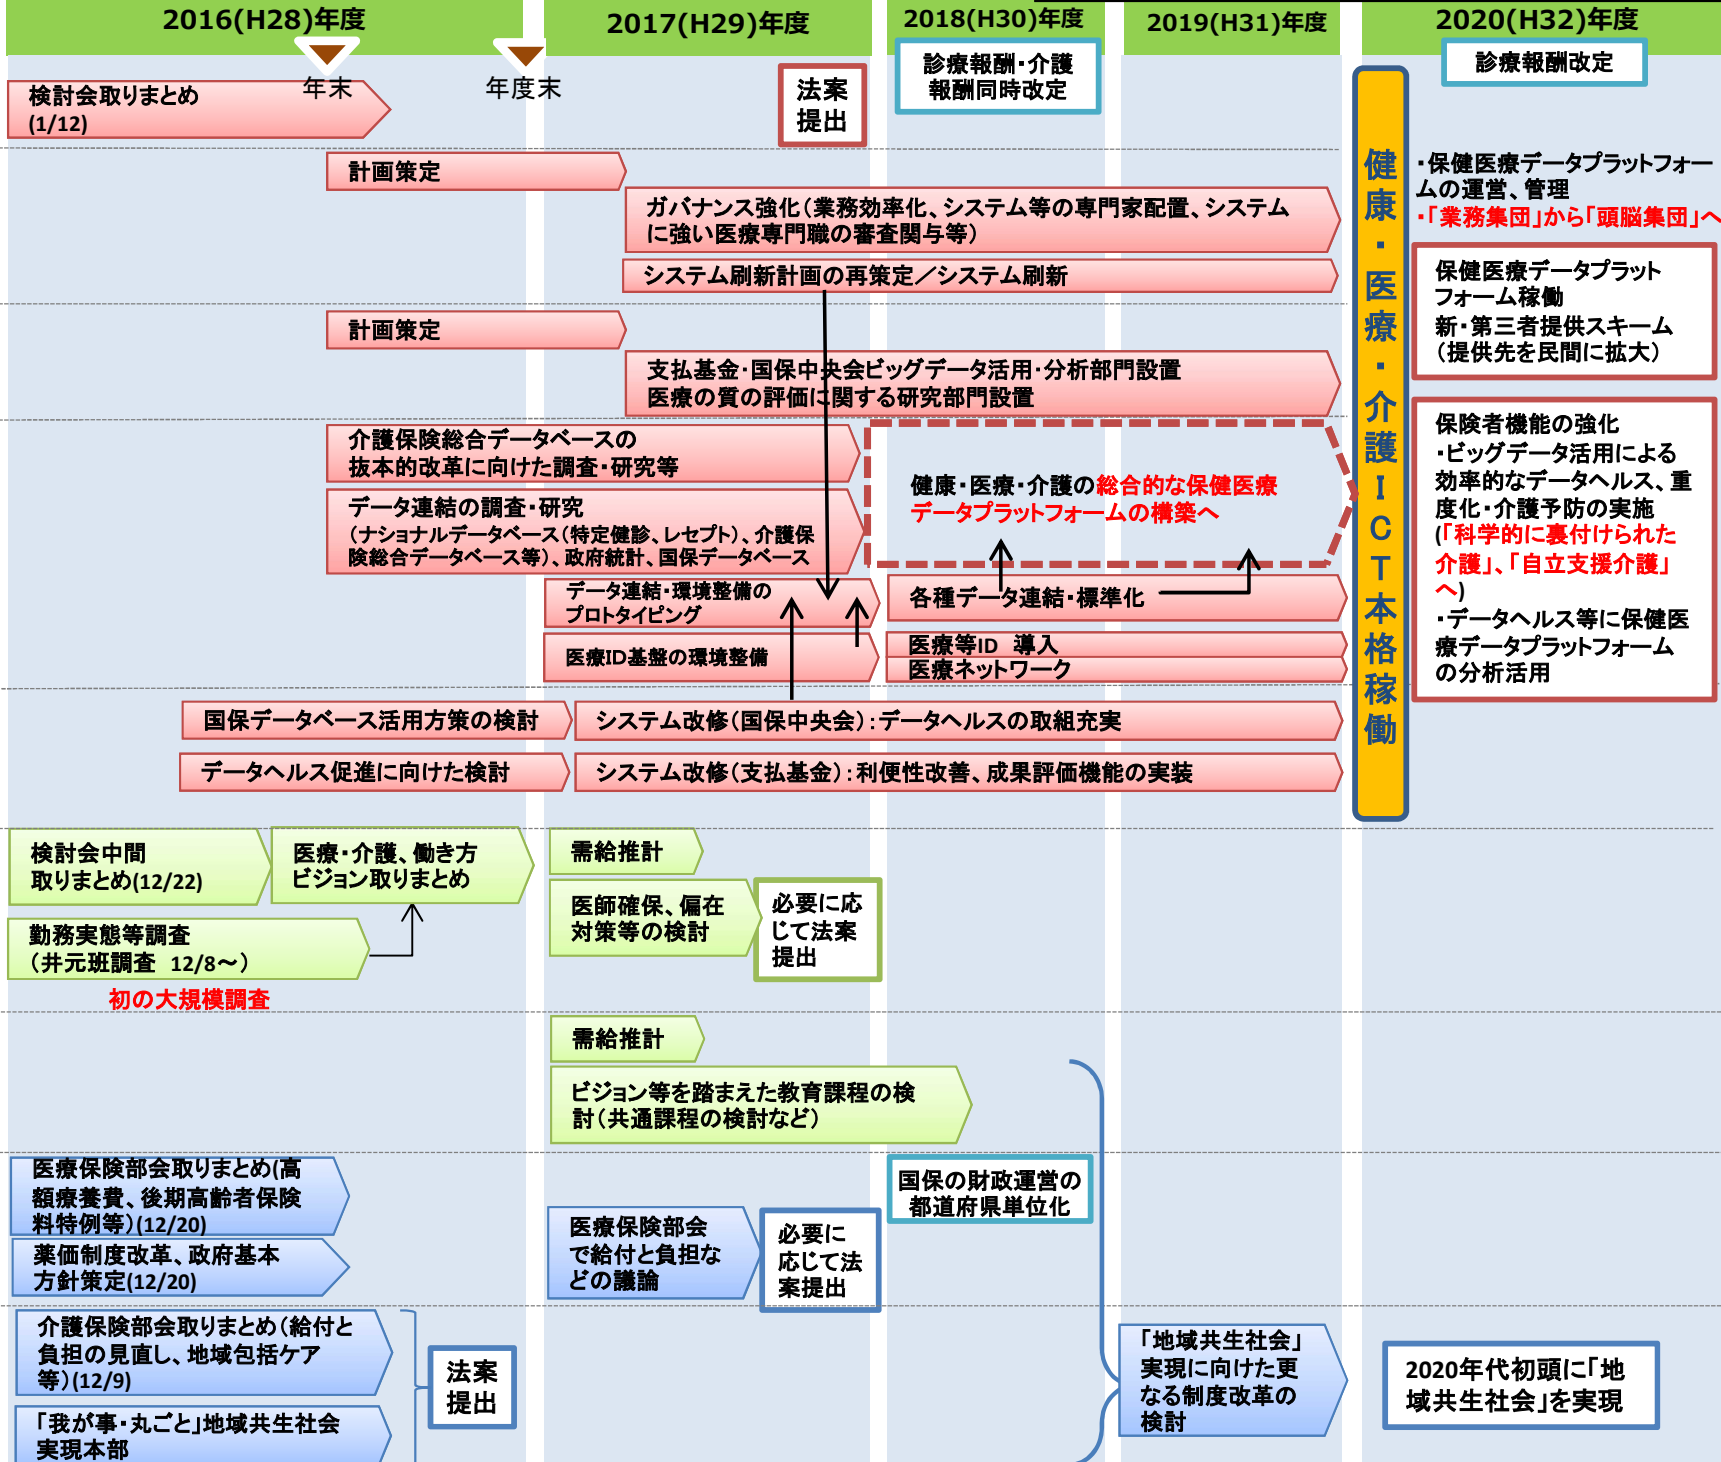 2016(H28)年度
2017(H29)年度
2018(H30)年度
2019(H31)年度
2020(H32)年度
年末
年度末
検討会取りまとめ
(1/12)
法案
提出
診療報酬・介護
報酬同時改定
診療報酬改定
計画策定
ガバナンス強化(業務効率化、システム等の専門家配置、システム
に強い医療専門職の審査関与等)
システム刷新計画の再策定/システム刷新
計画策定
支払基金・国保中央会ビッグデータ活用・分析部門設置
医療の質の評価に関する研究部門設置
介護保険総合データベースの
抜本的改革に向けた調査・研究等
データ連結の調査・研究
(ナショナルデータベース(特定健診、レセプト)、介護保
険総合データベース等)、政府統計、国保データベース
健康・医療・介護の総合的な保健医療
データプラットフォームの構築へ
データ連結・環境整備の
プロトタイピング
各種データ連結・標準化
医療ID基盤の環境整備
医療等ID 導入
医療ネットワーク
国保データベース活用方策の検討
システム改修(国保中央会):データヘルスの取組充実
データヘルス促進に向けた検討
システム改修(支払基金):利便性改善、成果評価機能の実装
健康・医療・介護ICT本格稼働
・保健医療データプラットフォー
ムの運営、管理
・「業務集団」から「頭脳集団」へ
保健医療データプラット
フォーム稼働
新・第三者提供スキーム
(提供先を民間に拡大)
保険者機能の強化
・ビッグデータ活用による
効率的なデータヘルス、重
度化・介護予防の実施
(「科学的に裏付けられた
介護」、「自立支援介護」
へ)
・データヘルス等に保健医
療データプラットフォーム
の分析活用
検討会中間
取りまとめ(12/22)
医療・介護、働き方
ビジョン取りまとめ
需給推計
医師確保、偏在
対策等の検討
必要に応
じて法案
提出
勤務実態等調査
(井元班調査 12/8~)
初の大規模調査
需給推計
ビジョン等を踏まえた教育課程の検
討(共通課程の検討など)
医療保険部会取りまとめ(高
額療養費、後期高齢者保険
料特例等)(12/20)
薬価制度改革、政府基本
方針策定(12/20)
医療保険部会
で給付と負担な
どの議論
必要に
応じて法
案提出
国保の財政運営の
都道府県単位化
介護保険部会取りまとめ(給付と
負担の見直し、地域包括ケア
等)(12/9)
「我が事・丸ごと」地域共生社会
実現本部
法案
提出
「地域共生社会」
実現に向けた更
なる制度改革の
検討
2020年代初頭に「地
域共生社会」を実現